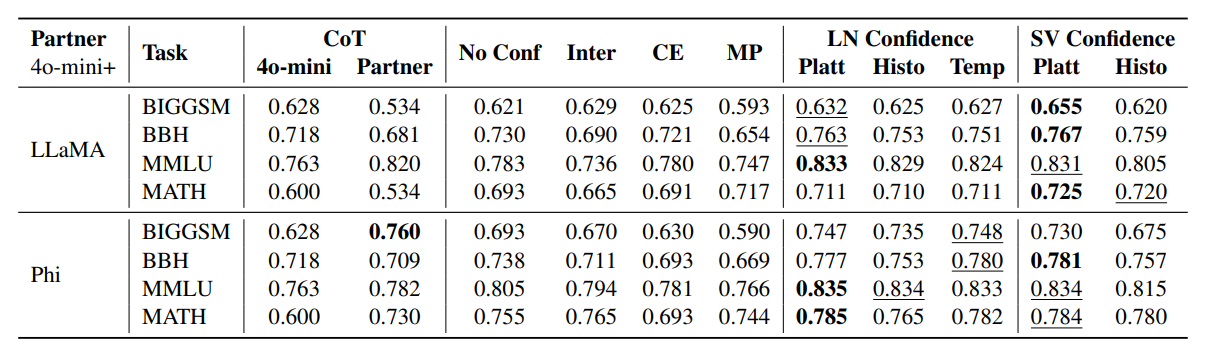 Partner Task CoT No Conf Inter CE MP LN Confidence SV Confidence
4o-mini+ 4o-mini Partner Platt Histo Temp Platt Histo
LLaMA
BIGGSM 0.628 0.534 0.621 0.629 0.625 0.593 0.632 0.625 0.627 0.655 0.620
BBH 0.718 0.681 0.730 0.690 0.721 0.654 0.763 0.753 0.751 0.767 0.759
MMLU 0.763 0.820 0.783 0.736 0.780 0.747 0.833 0.829 0.824 0.831 0.805
MATH 0.600 0.534 0.693 0.665 0.691 0.717 0.711 0.710 0.711 0.725 0.720
Phi
BIGGSM 0.628 0.760 0.693 0.670 0.630 0.590 0.747 0.735 0.748 0.730 0.675
BBH 0.718 0.709 0.738 0.711 0.693 0.669 0.777 0.753 0.780 0.781 0.757
MMLU 0.763 0.782 0.805 0.794 0.781 0.766 0.835 0.834 0.833 0.834 0.815
MATH 0.600 0.730 0.755 0.765 0.693 0.744 0.785 0.765 0.782 0.784 0.780